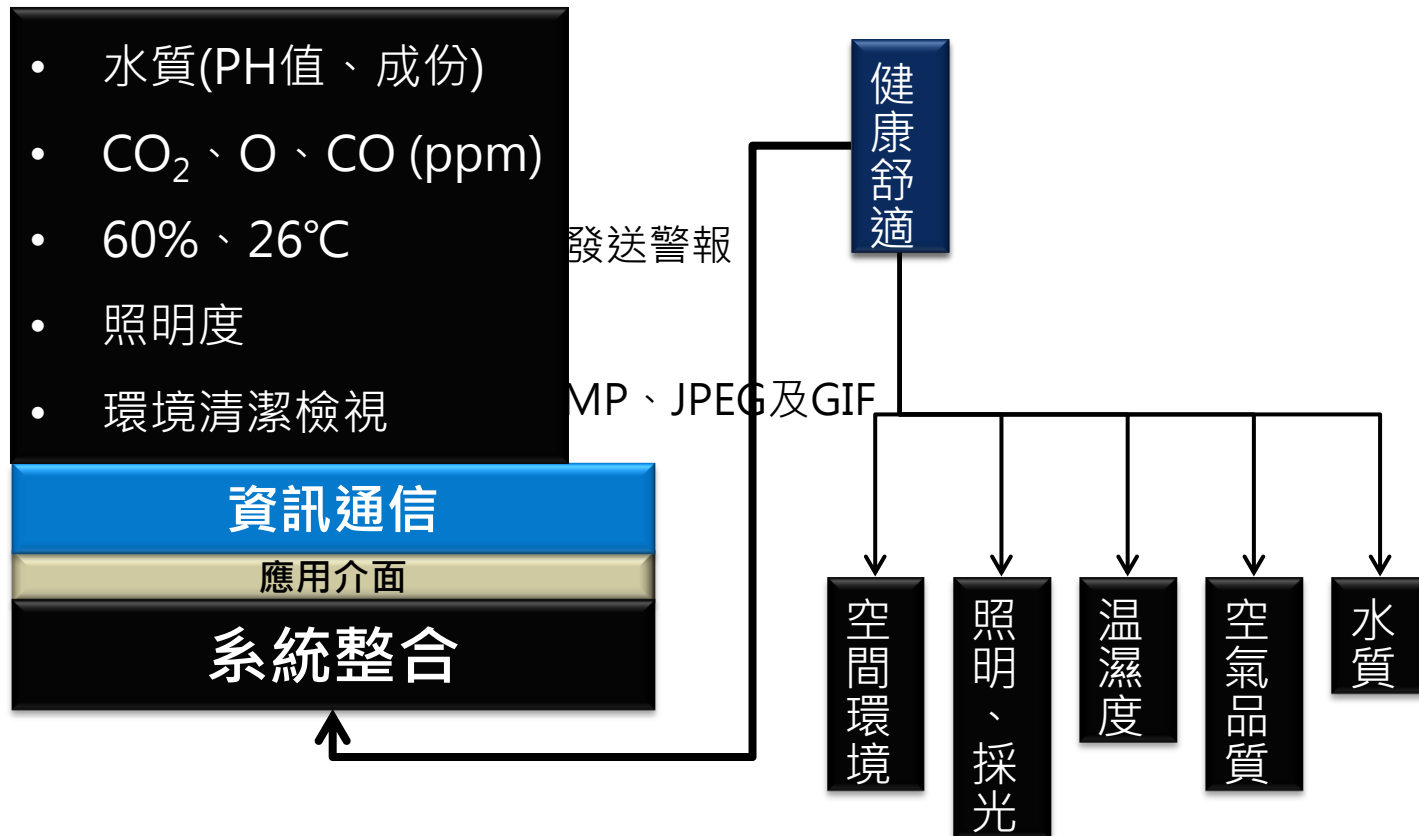 • 水質(PH值、成份)
• CO₂、O、CO (ppm)
• 60%、26℃
• 照明度
• 環境清潔檢視
發送警報
MP、JPEG及GIF
資訊通信
應用介面
系統整合
健康舒適
空間環境
照明、採光
温濕度
空氣品質
水質